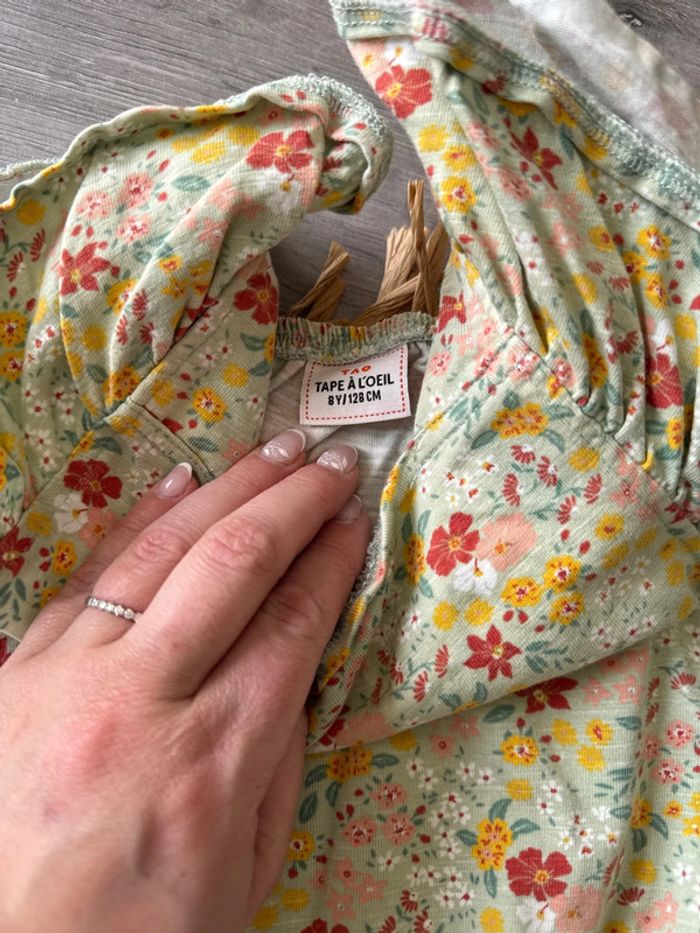 TAO
TAPE À L'OEIL
8Y/128 CM